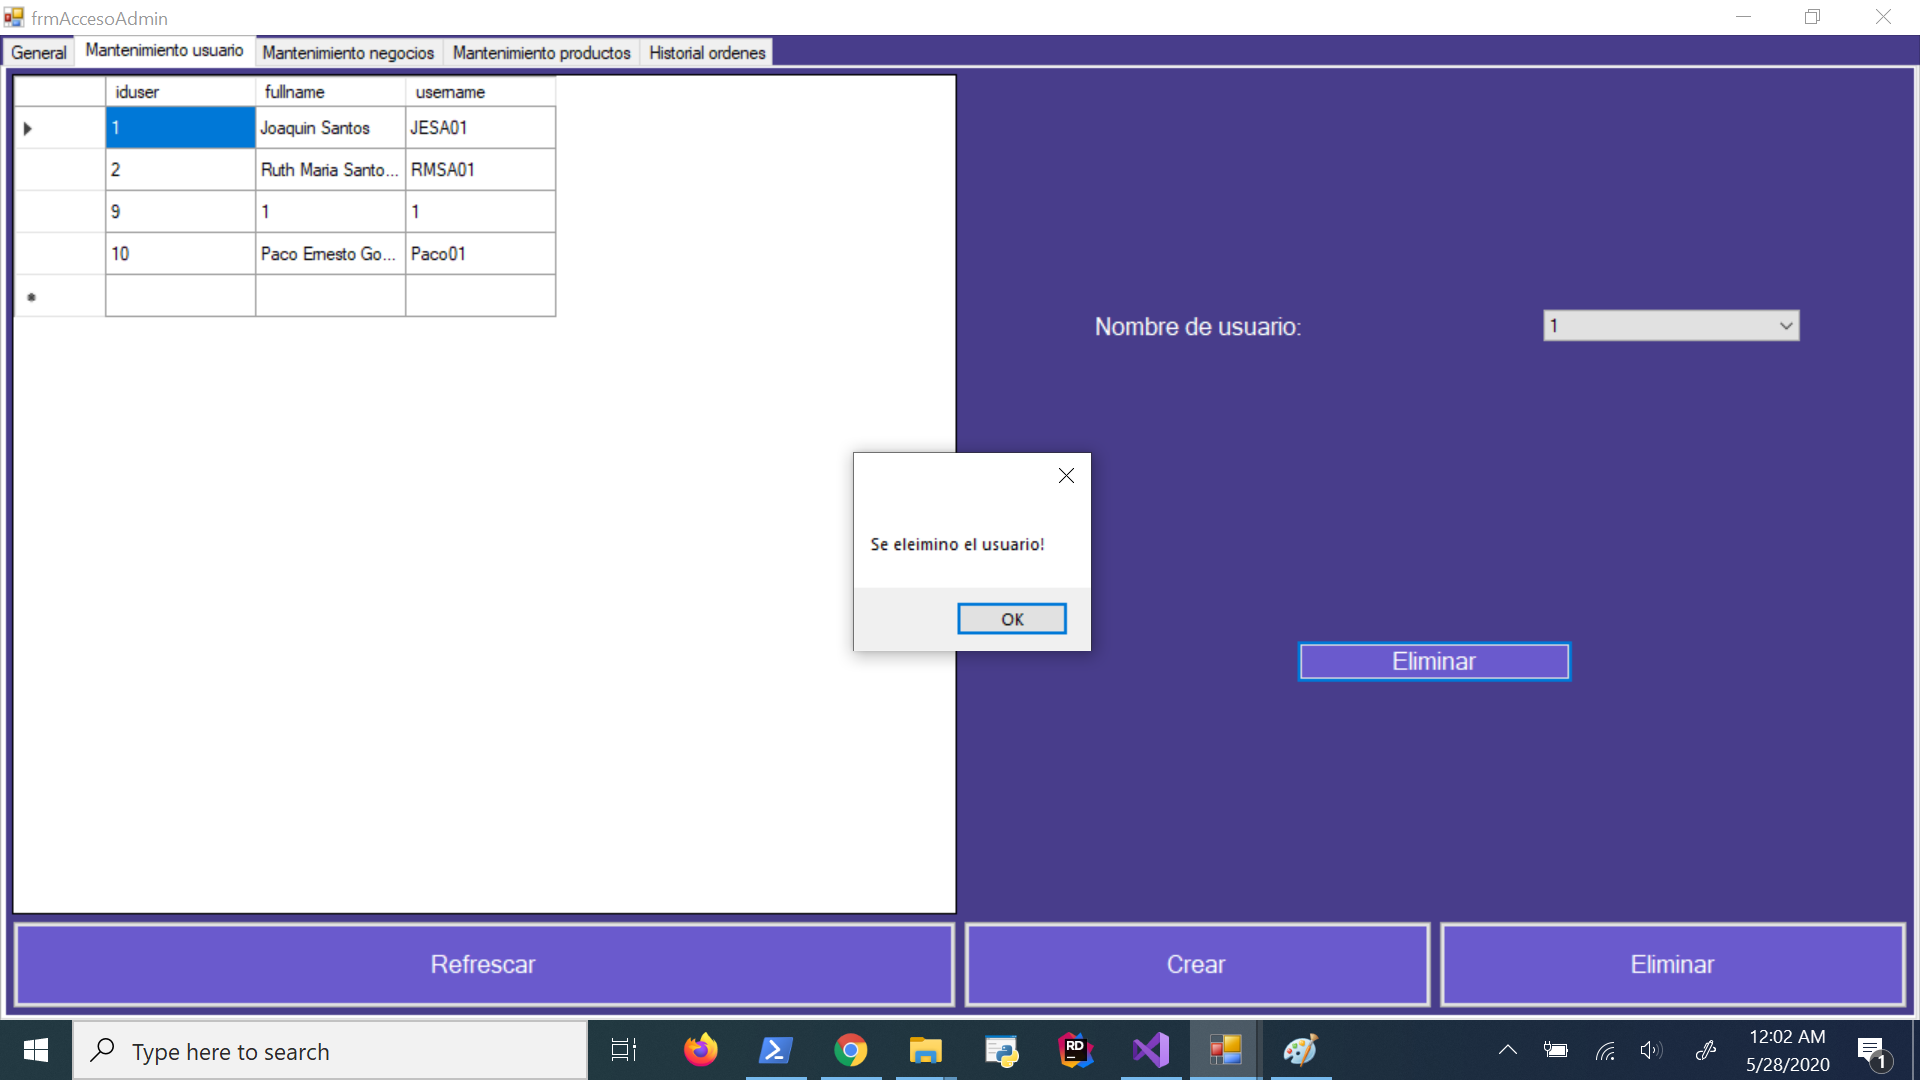 frmAccesoAdmin
General Mantenimiento usuario Mantenimiento negocios Mantenimiento productos Historial ordenes
iduser fullname username
1 Joaquin Santos JESA01
2 Ruth Maria Santo... RMSA01
9 1 1
10 Paco Ernesto Go... Paco01
Nombre de usuario: 1
Se eleimino el usuario!
OK
Eliminar
Refrescar Crear Eliminar
Type here to search
RD
12:02 AM
5/28/2020
1